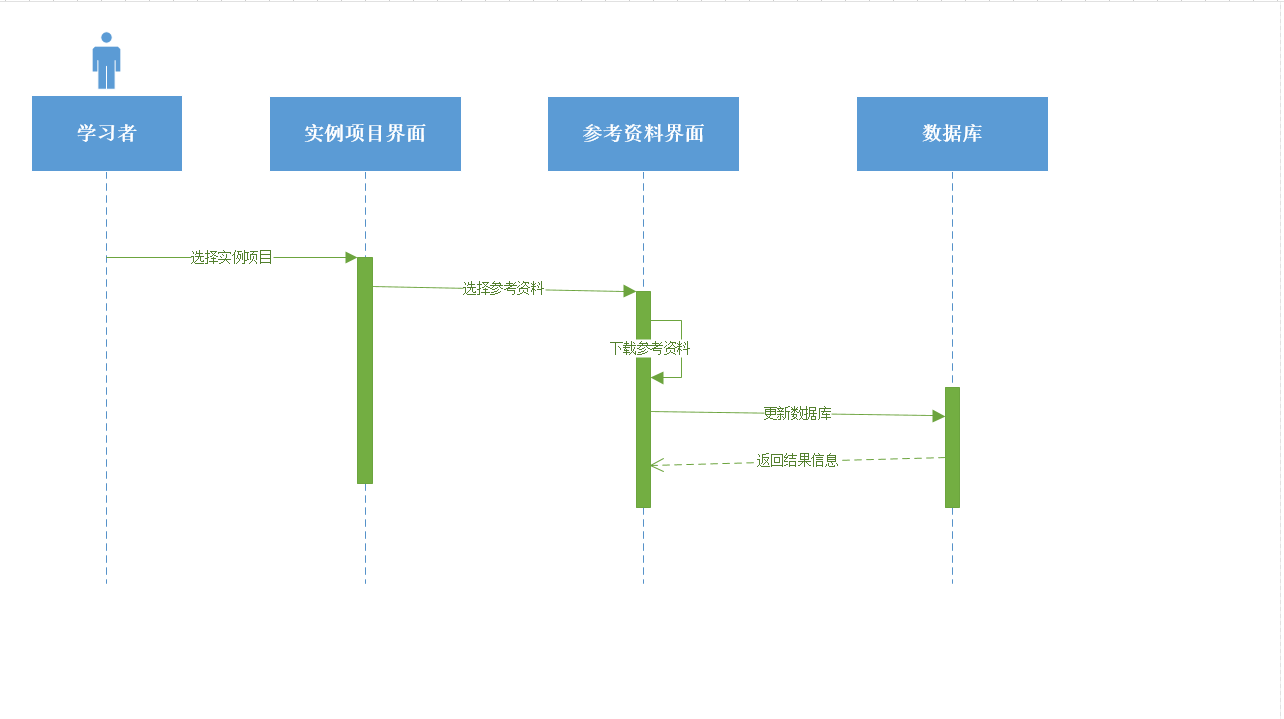 学习者
实例项目界面
参考资料界面
数据库
选择实例项目
选择参考资料
下载参考资料
更新数据库
返回结果信息